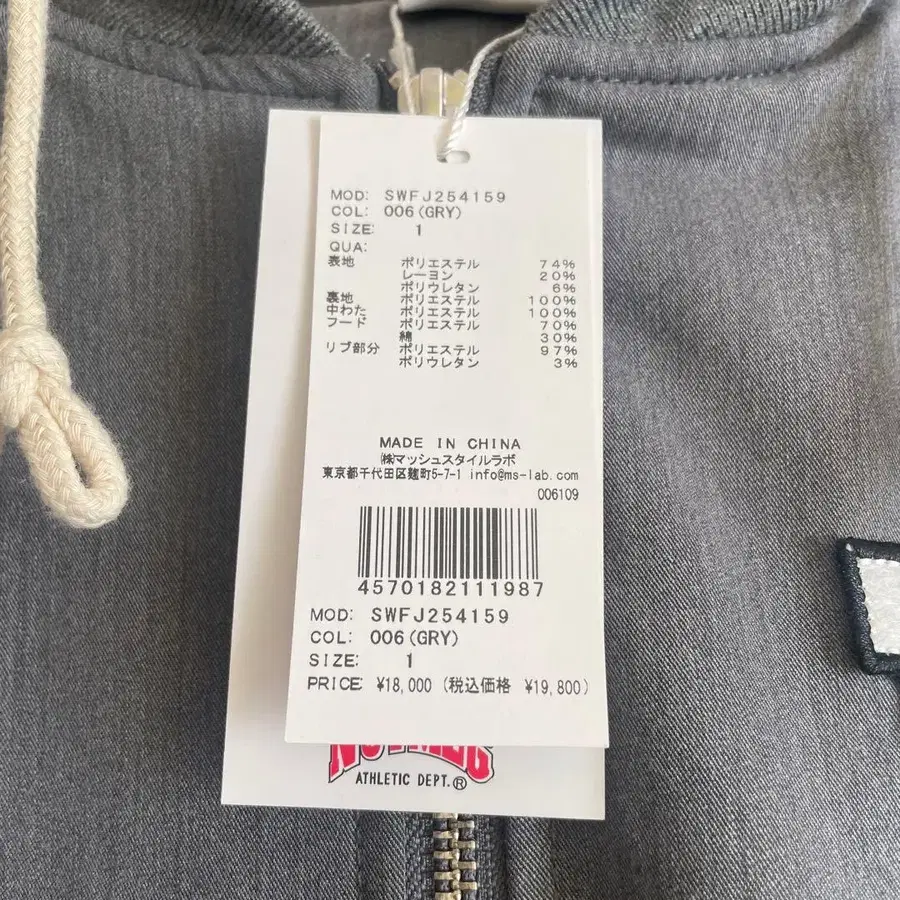 MOD: SWFJ254159
COL: 006(GRY)
SIZE: 1
QUA:
表地 ポリエステル 74%
レーヨン 20%
ポリウレタン 6%
裏地 ポリエステル 100%
中わた ポリエステル 100%
フード ポリエステル 70%
綿 30%
リブ部分 ポリエステル 97%
ポリウレタン 3%
MADE IN CHINA
㈱マッシュスタイルラボ
東京都千代田区麹町5-7-1 info@ms-lab.com
006109
4570182111987
MOD: SWFJ254159
COL: 006(GRY)
SIZE: 1
PRICE: ¥18,000 (税込価格 ¥19,800)
NUTMEG
ATHLETIC DEPT.®